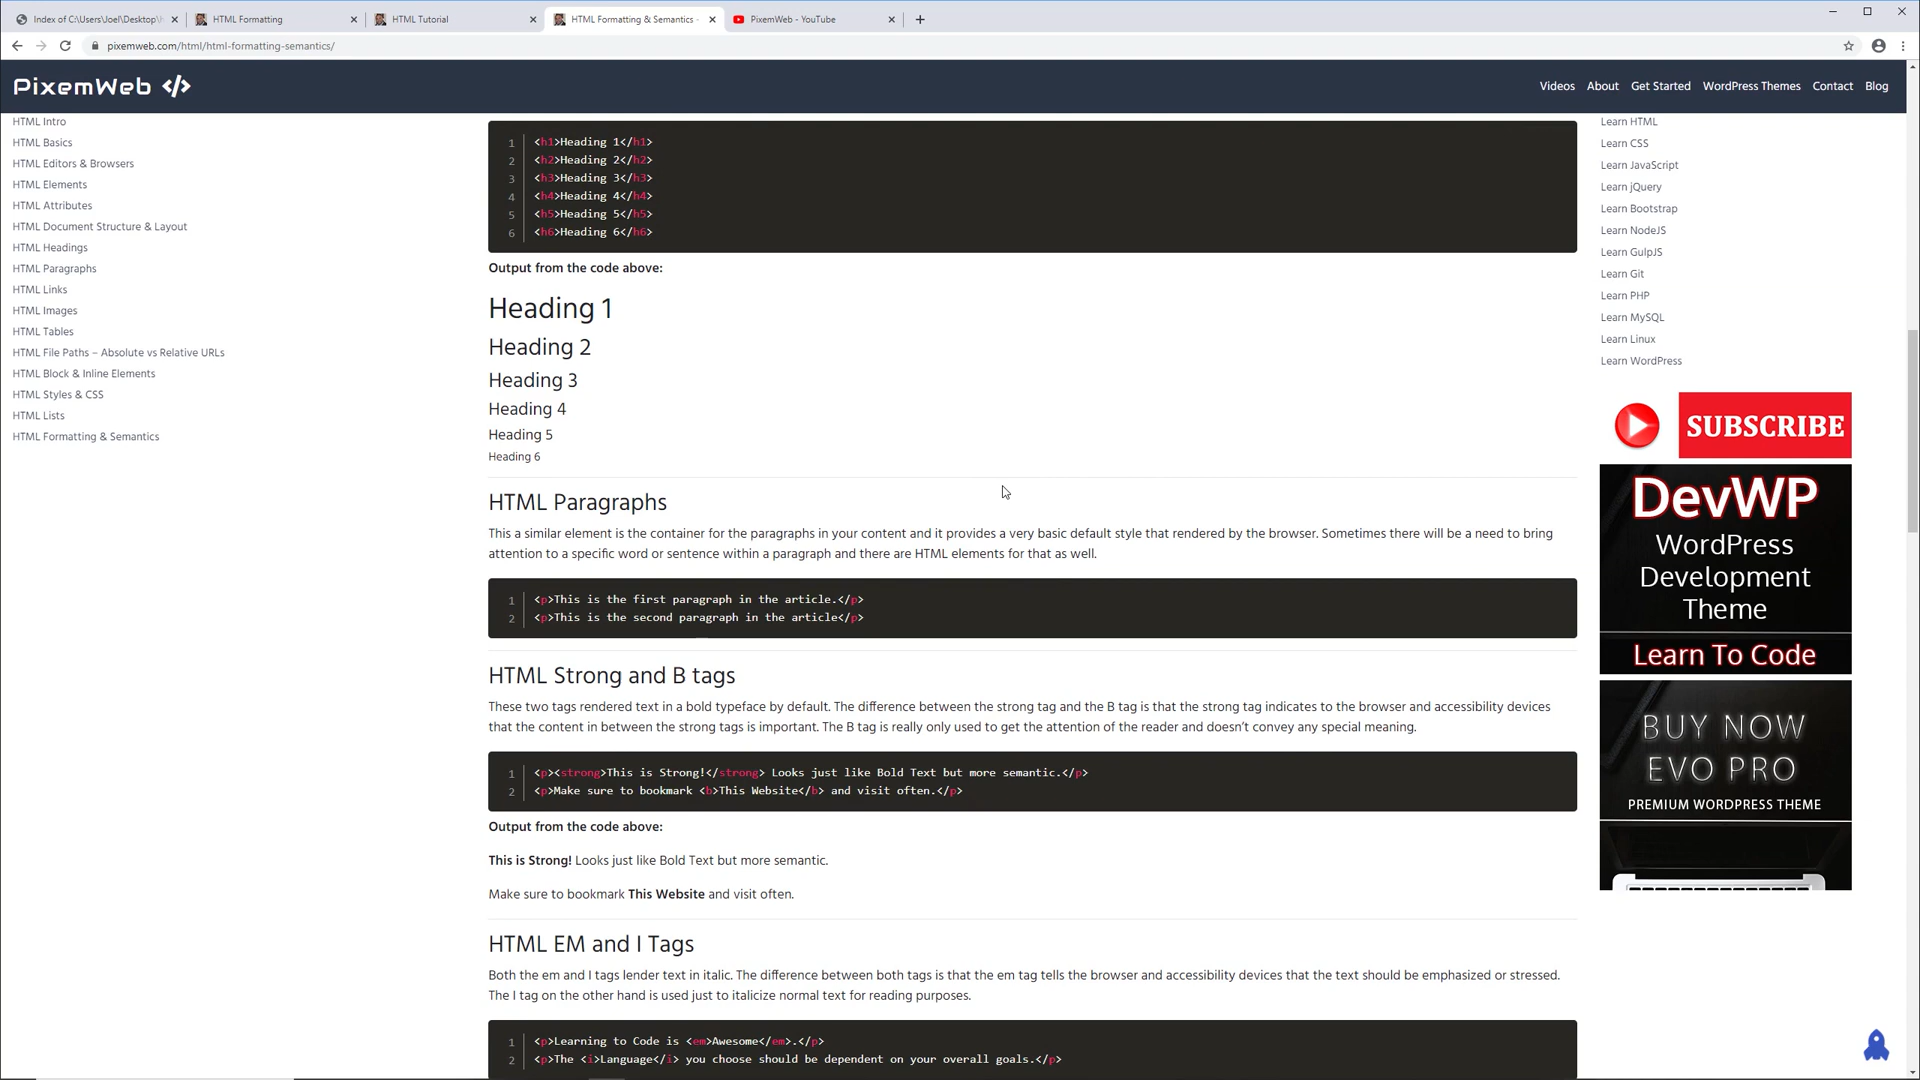 Index of C:\Users\Joel\Desktop\
HTML Formatting
HTML Tutorial
HTML Formatting & Semantics -
PixemWeb - YouTube
pixemweb.com/html/html-formatting-semantics/
PixemWeb </>
Videos About Get Started WordPress Themes Contact Blog
HTML Intro
HTML Basics
HTML Editors & Browsers
HTML Elements
HTML Attributes
HTML Document Structure & Layout
HTML Headings
HTML Paragraphs
HTML Links
HTML Images
HTML Tables
HTML File Paths – Absolute vs Relative URLs
HTML Block & Inline Elements
HTML Styles & CSS
HTML Lists
HTML Formatting & Semantics
1 <h1>Heading 1</h1>
2 <h2>Heading 2</h2>
3 <h3>Heading 3</h3>
4 <h4>Heading 4</h4>
5 <h5>Heading 5</h5>
6 <h6>Heading 6</h6>
Output from the code above:
Heading 1
Heading 2
Heading 3
Heading 4
Heading 5
Heading 6
HTML Paragraphs
This a similar element is the container for the paragraphs in your content and it provides a very basic default style that rendered by the browser. Sometimes there will be a need to bring
attention to a specific word or sentence within a paragraph and there are HTML elements for that as well.
1 <p>This is the first paragraph in the article.</p>
2 <p>This is the second paragraph in the article</p>
HTML Strong and B tags
These two tags rendered text in a bold typeface by default. The difference between the strong tag and the B tag is that the strong tag indicates to the browser and accessibility devices
that the content in between the strong tags is important. The B tag is really only used to get the attention of the reader and doesn't convey any special meaning.
1 <p><strong>This is Strong!</strong> Looks just like Bold Text but more semantic.</p>
2 <p>Make sure to bookmark <b>This Website</b> and visit often.</p>
Output from the code above:
This is Strong! Looks just like Bold Text but more semantic.
Make sure to bookmark This Website and visit often.
HTML EM and I Tags
Both the em and I tags lender text in italic. The difference between both tags is that the em tag tells the browser and accessibility devices that the text should be emphasized or stressed.
The I tag on the other hand is used just to italicize normal text for reading purposes.
1 <p>Learning to Code is <em>Awesome</em>.</p>
2 <p>The <i>Language</i> you choose should be dependent on your overall goals.</p>
Learn HTML
Learn CSS
Learn JavaScript
Learn jQuery
Learn Bootstrap
Learn NodeJS
Learn GulpJS
Learn Git
Learn PHP
Learn MySQL
Learn Linux
Learn WordPress
SUBSCRIBE
DevWP
WordPress
Development
Theme
Learn To Code
BUY NOW
EVO PRO
PREMIUM WORDPRESS THEME